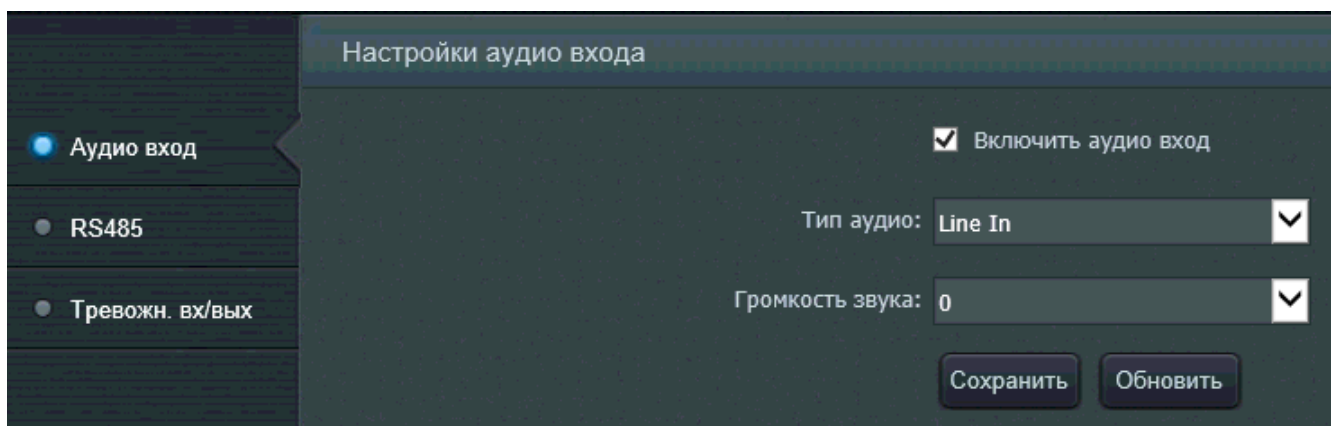 Настройки аудио входа
Аудио вход
RS485
Тревожн. вх/вых
Включить аудио вход
Тип аудио: Line In
Громкость звука: 0
Сохранить Обновить